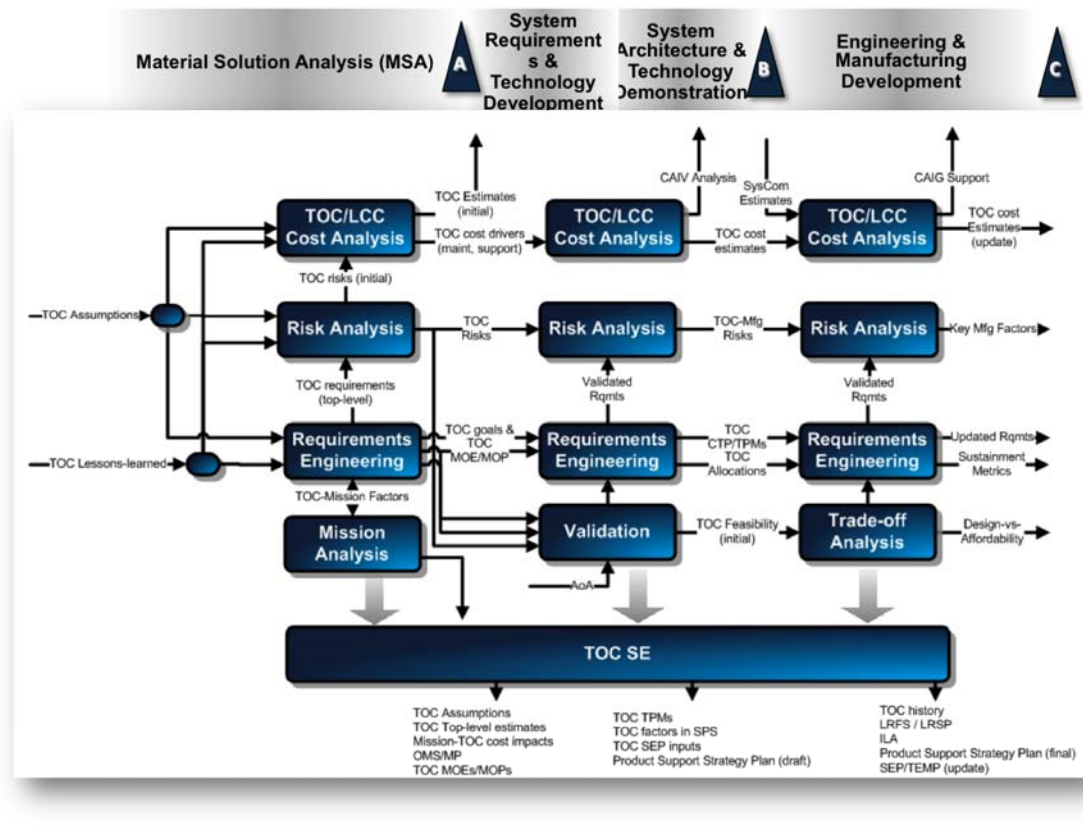 Material Solution Analysis (MSA)
A
System
Requirement
s &
Technology
Development
System
Architecture &
Technology
Demonstration
B
Engineering &
Manufacturing
Development
C
TOC Estimates
(initial)
CAIV Analysis
SysCom
Estimates
CAIG Support
TOC/LCC
Cost Analysis
TOC cost drivers
(maint, support)
TOC/LCC
Cost Analysis
TOC cost
estimates
TOC/LCC
Cost Analysis
TOC cost
Estimates
(update)
TOC risks (initial)
TOC Assumptions
Risk Analysis
TOC
Risks
Risk Analysis
TOC-Mfg
Risks
Risk Analysis
Key Mfg Factors
TOC requirements
(top-level)
Validated
Rqmts
Validated
Rqmts
TOC Lessons-learned
Requirements
Engineering
TOC goals &
TOC
MOE/MOP
Requirements
Engineering
TOC
CTP/TPMs
TOC
Allocations
Requirements
Engineering
Updated Rqmts
Sustainment
Metrics
TOC-Mission Factors
Mission
Analysis
Validation
TOC Feasibility
(initial)
Trade-off
Analysis
Design-vs-
Affordability
AoA
TOC SE
TOC Assumptions
TOC Top-level estimates
Mission-TOC cost impacts
OMS/MP
TOC MOEs/MOPs
TOC TPMs
TOC factors in SPS
TOC SEP inputs
Product Support Strategy Plan (draft)
TOC history
LRFS / LRSP
ILA
Product Support Strategy Plan (final)
SEP/TEMP (update)